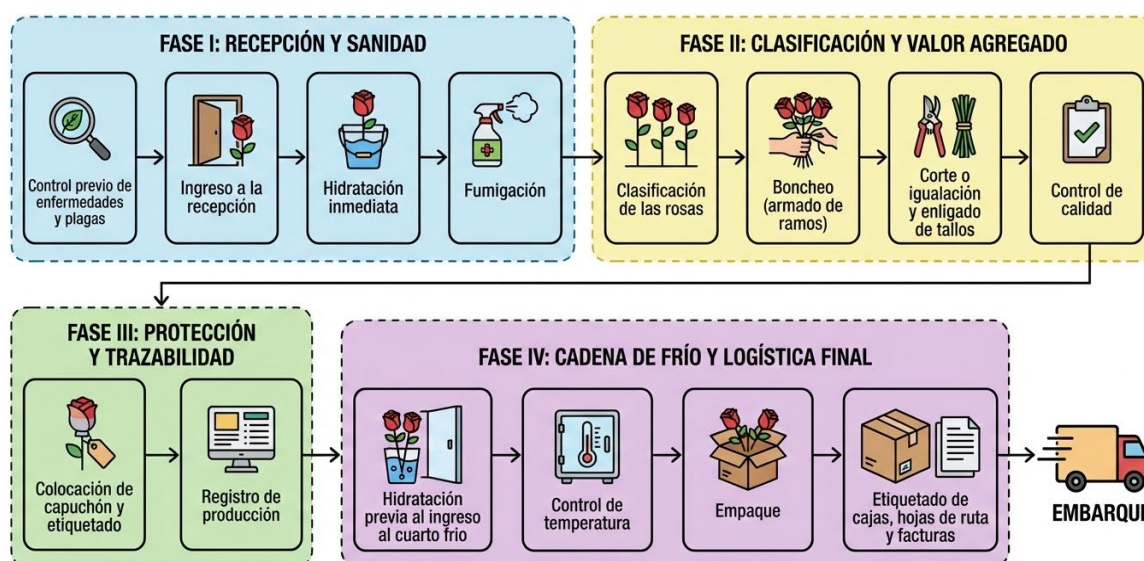 FASE I: RECEPCIÓN Y SANIDAD
Control previo de
enfermedades y
plagas
Ingreso a la
recepción
Hidratación
inmediata
Fumigación
FASE II: CLASIFICACIÓN Y VALOR AGREGADO
Clasificación
de las rosas
Boncheo
(armado de
ramos)
Corte o
igualación
y enligado
de tallos
Control de
calidad
FASE III: PROTECCIÓN
Y TRAZABILIDAD
Colocación de
capuchón y
etiquetado
Registro de
producción
FASE IV: CADENA DE FRÍO Y LOGÍSTICA FINAL
Hidratación
previa al ingreso
al cuarto frio
Control de
temperatura
Empaque
Etiquetado de
cajas, hojas de ruta
y facturas
EMBARQUE